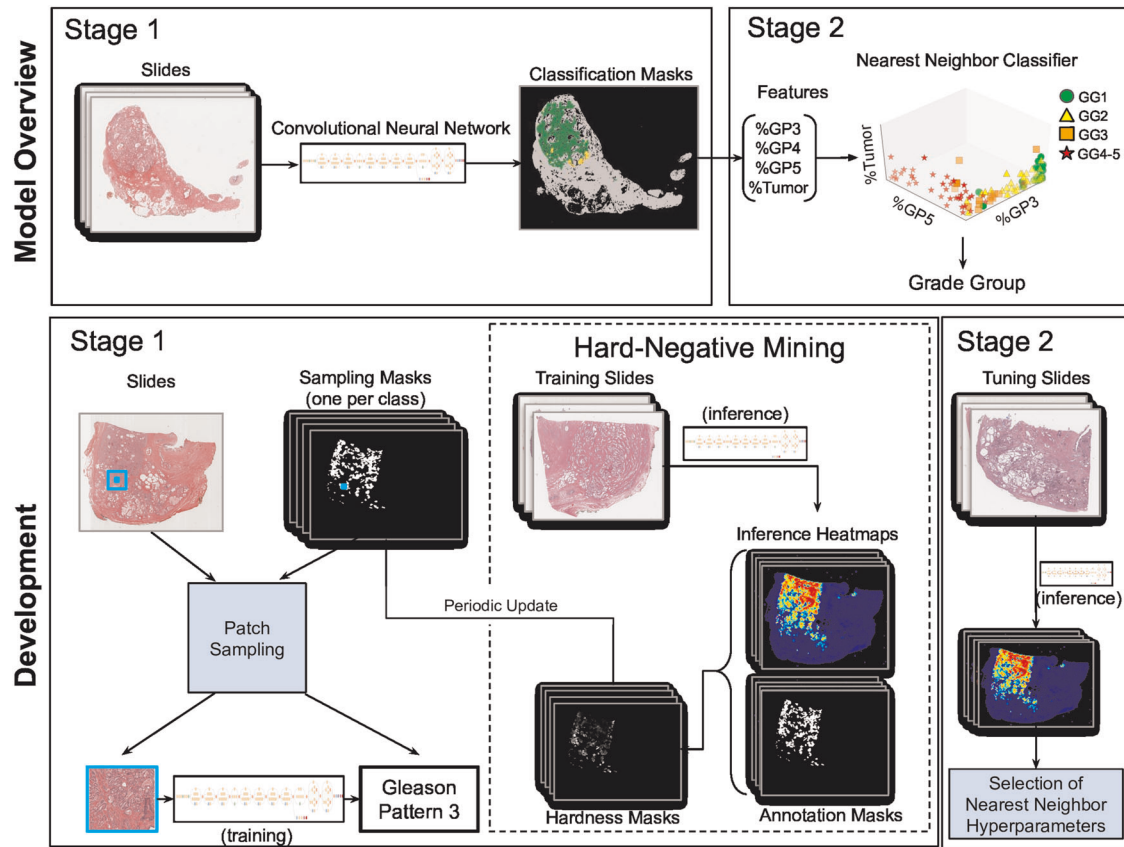 Model Overview
Stage 1
Slides
Convolutional Neural Network
Classification Masks
Stage 2
Nearest Neighbor Classifier
Features
%GP3
%GP4
%GP5
%Tumor
%Tumor
%GP5
%GP3
GG1
GG2
GG3
GG4-5
Grade Group
Development
Stage 1
Slides
Sampling Masks
(one per class)
Patch
Sampling
(training)
Gleason
Pattern 3
Periodic Update
Hard-Negative Mining
Training Slides
(inference)
Inference Heatmaps
Hardness Masks
Annotation Masks
Stage 2
Tuning Slides
(inference)
Selection of
Nearest Neighbor
Hyperparameters